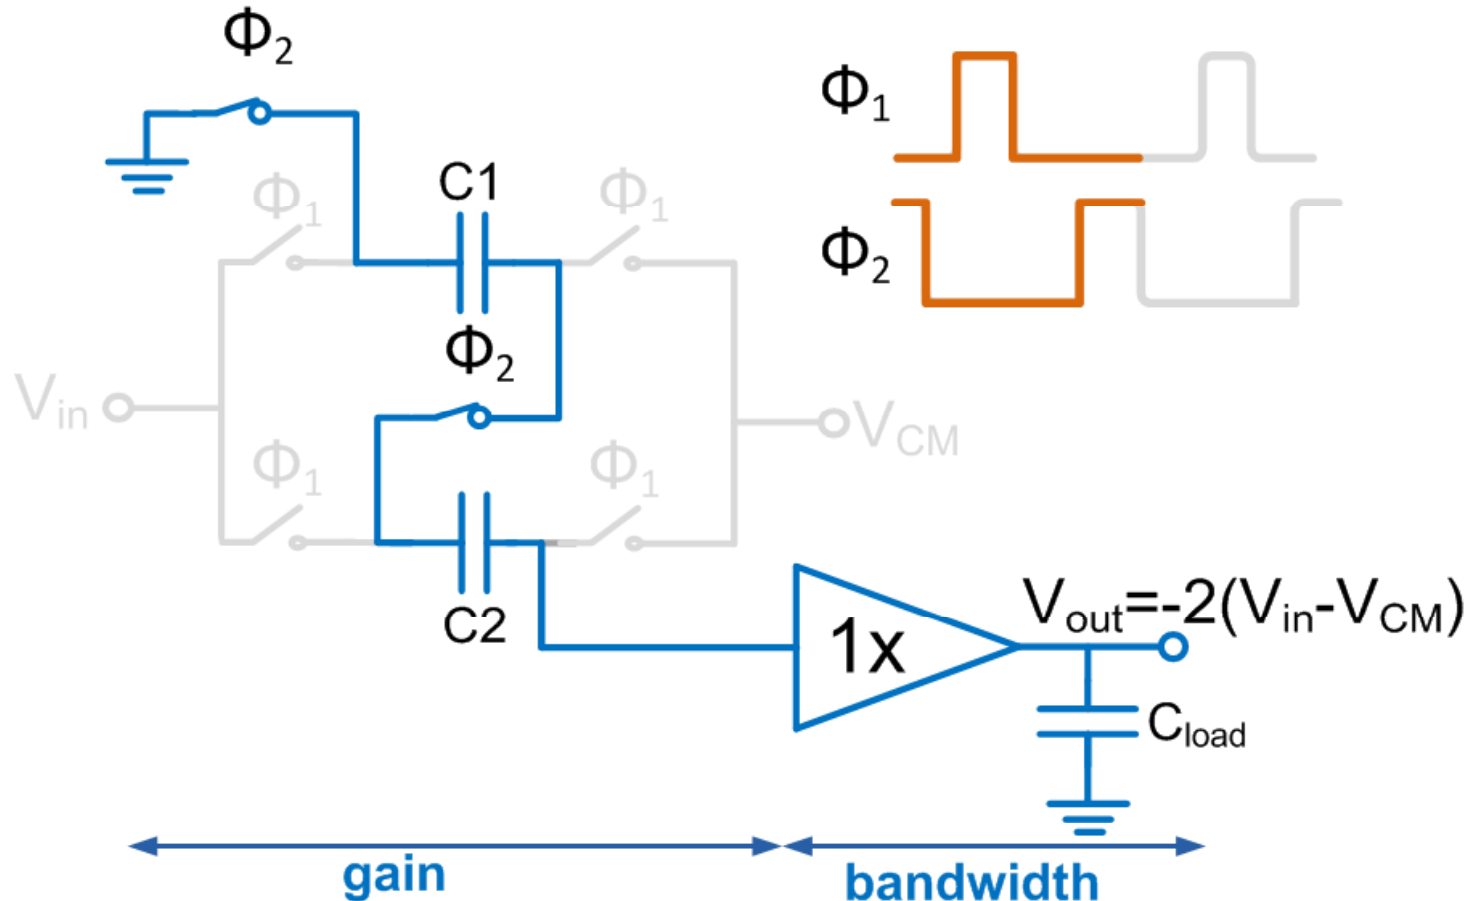 Φ2
Φ1
C1
Φ1
Φ1
Φ2
Φ2
Vin
VCM
Φ1
Φ1
C2
1x
Vout=-2(Vin-VCM)
Cload
gain
bandwidth